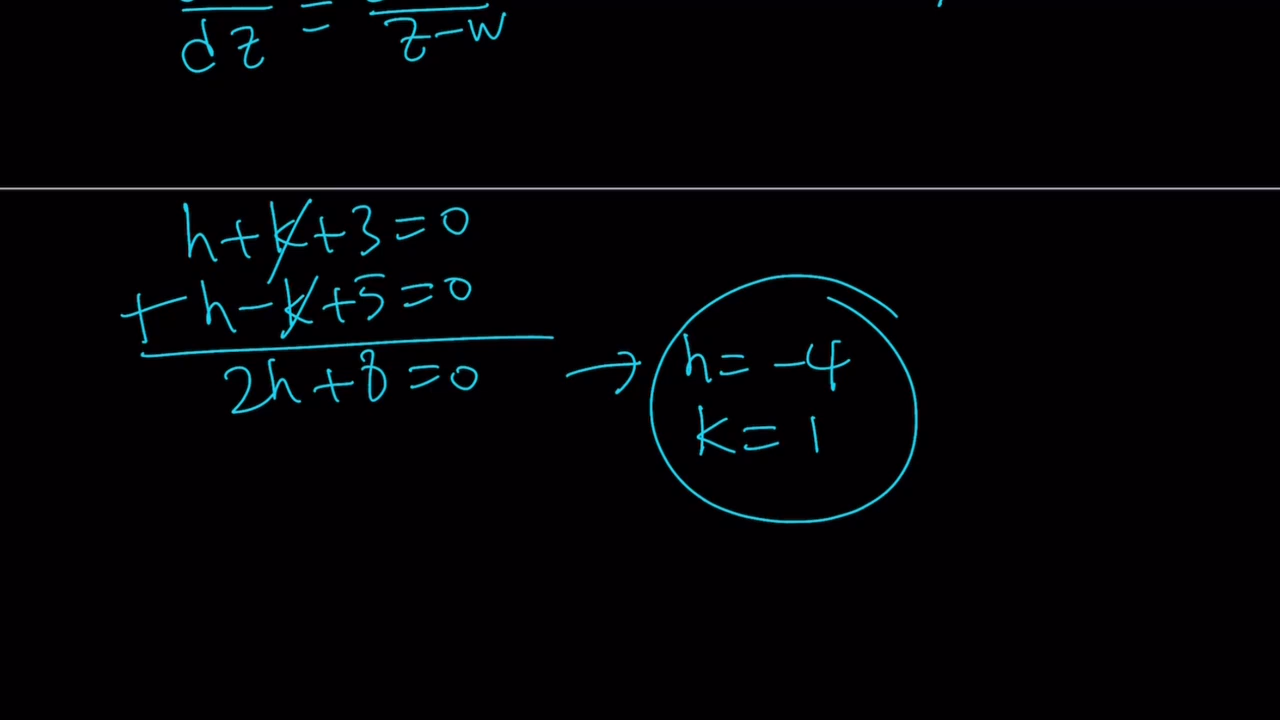 dz = z-w
h+k+3=0
+ h-k+5=0
2h+8=0 → h= -4
k= 1